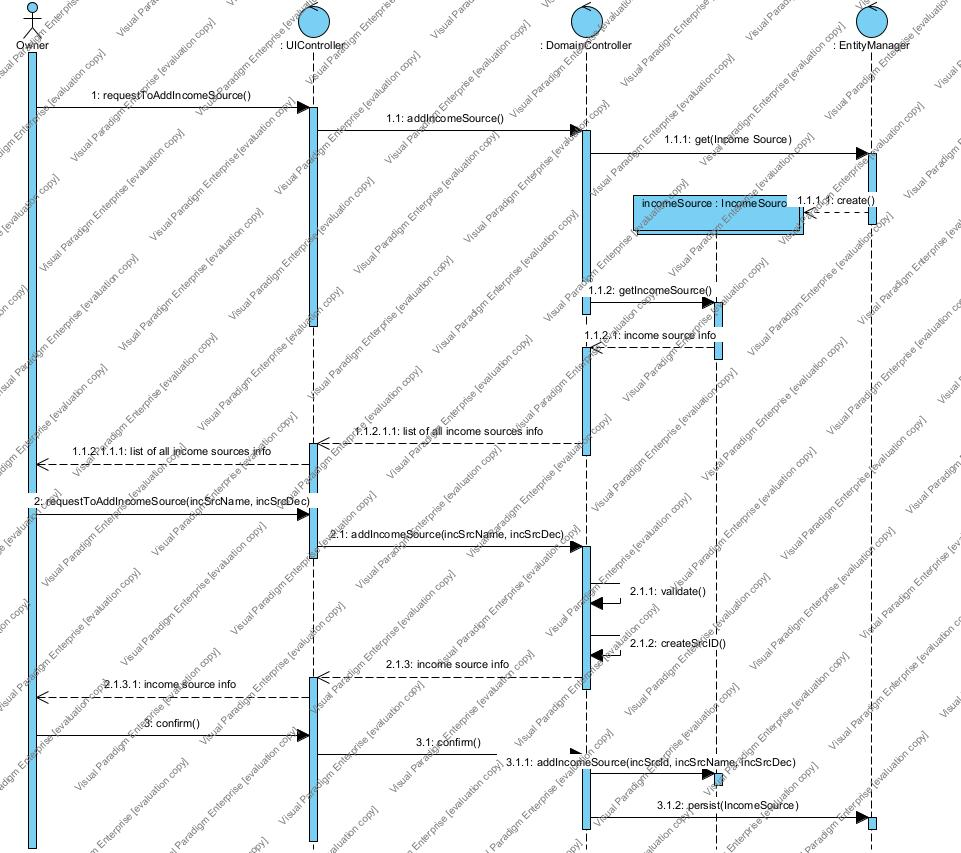 Owner
: UIController
: DomainController
: EntityManager
1: requestToAddIncomeSource()
1.1: addIncomeSource()
1.1.1: get(Income Source)
incomeSource : IncomeSourc
1.1.1.1: create()
1.1.2: getIncomeSource()
1.1.2.1: income source info
1.1.2.1.1: list of all income sources info
1.1.2.1.1.1: list of all income sources info
2: requestToAddIncomeSource(incSrcName, incSrcDec)
2.1: addIncomeSource(incSrcName, incSrcDec)
2.1.1: validate()
2.1.2: createSrcID()
2.1.3: income source info
2.1.3.1: income source info
3: confirm()
3.1: confirm()
3.1.1: addIncomeSource(incSrcId, incSrcName, incSrcDec)
3.1.2: persist(IncomeSource)
Visual Paradigm Enterprise [evaluation copy]